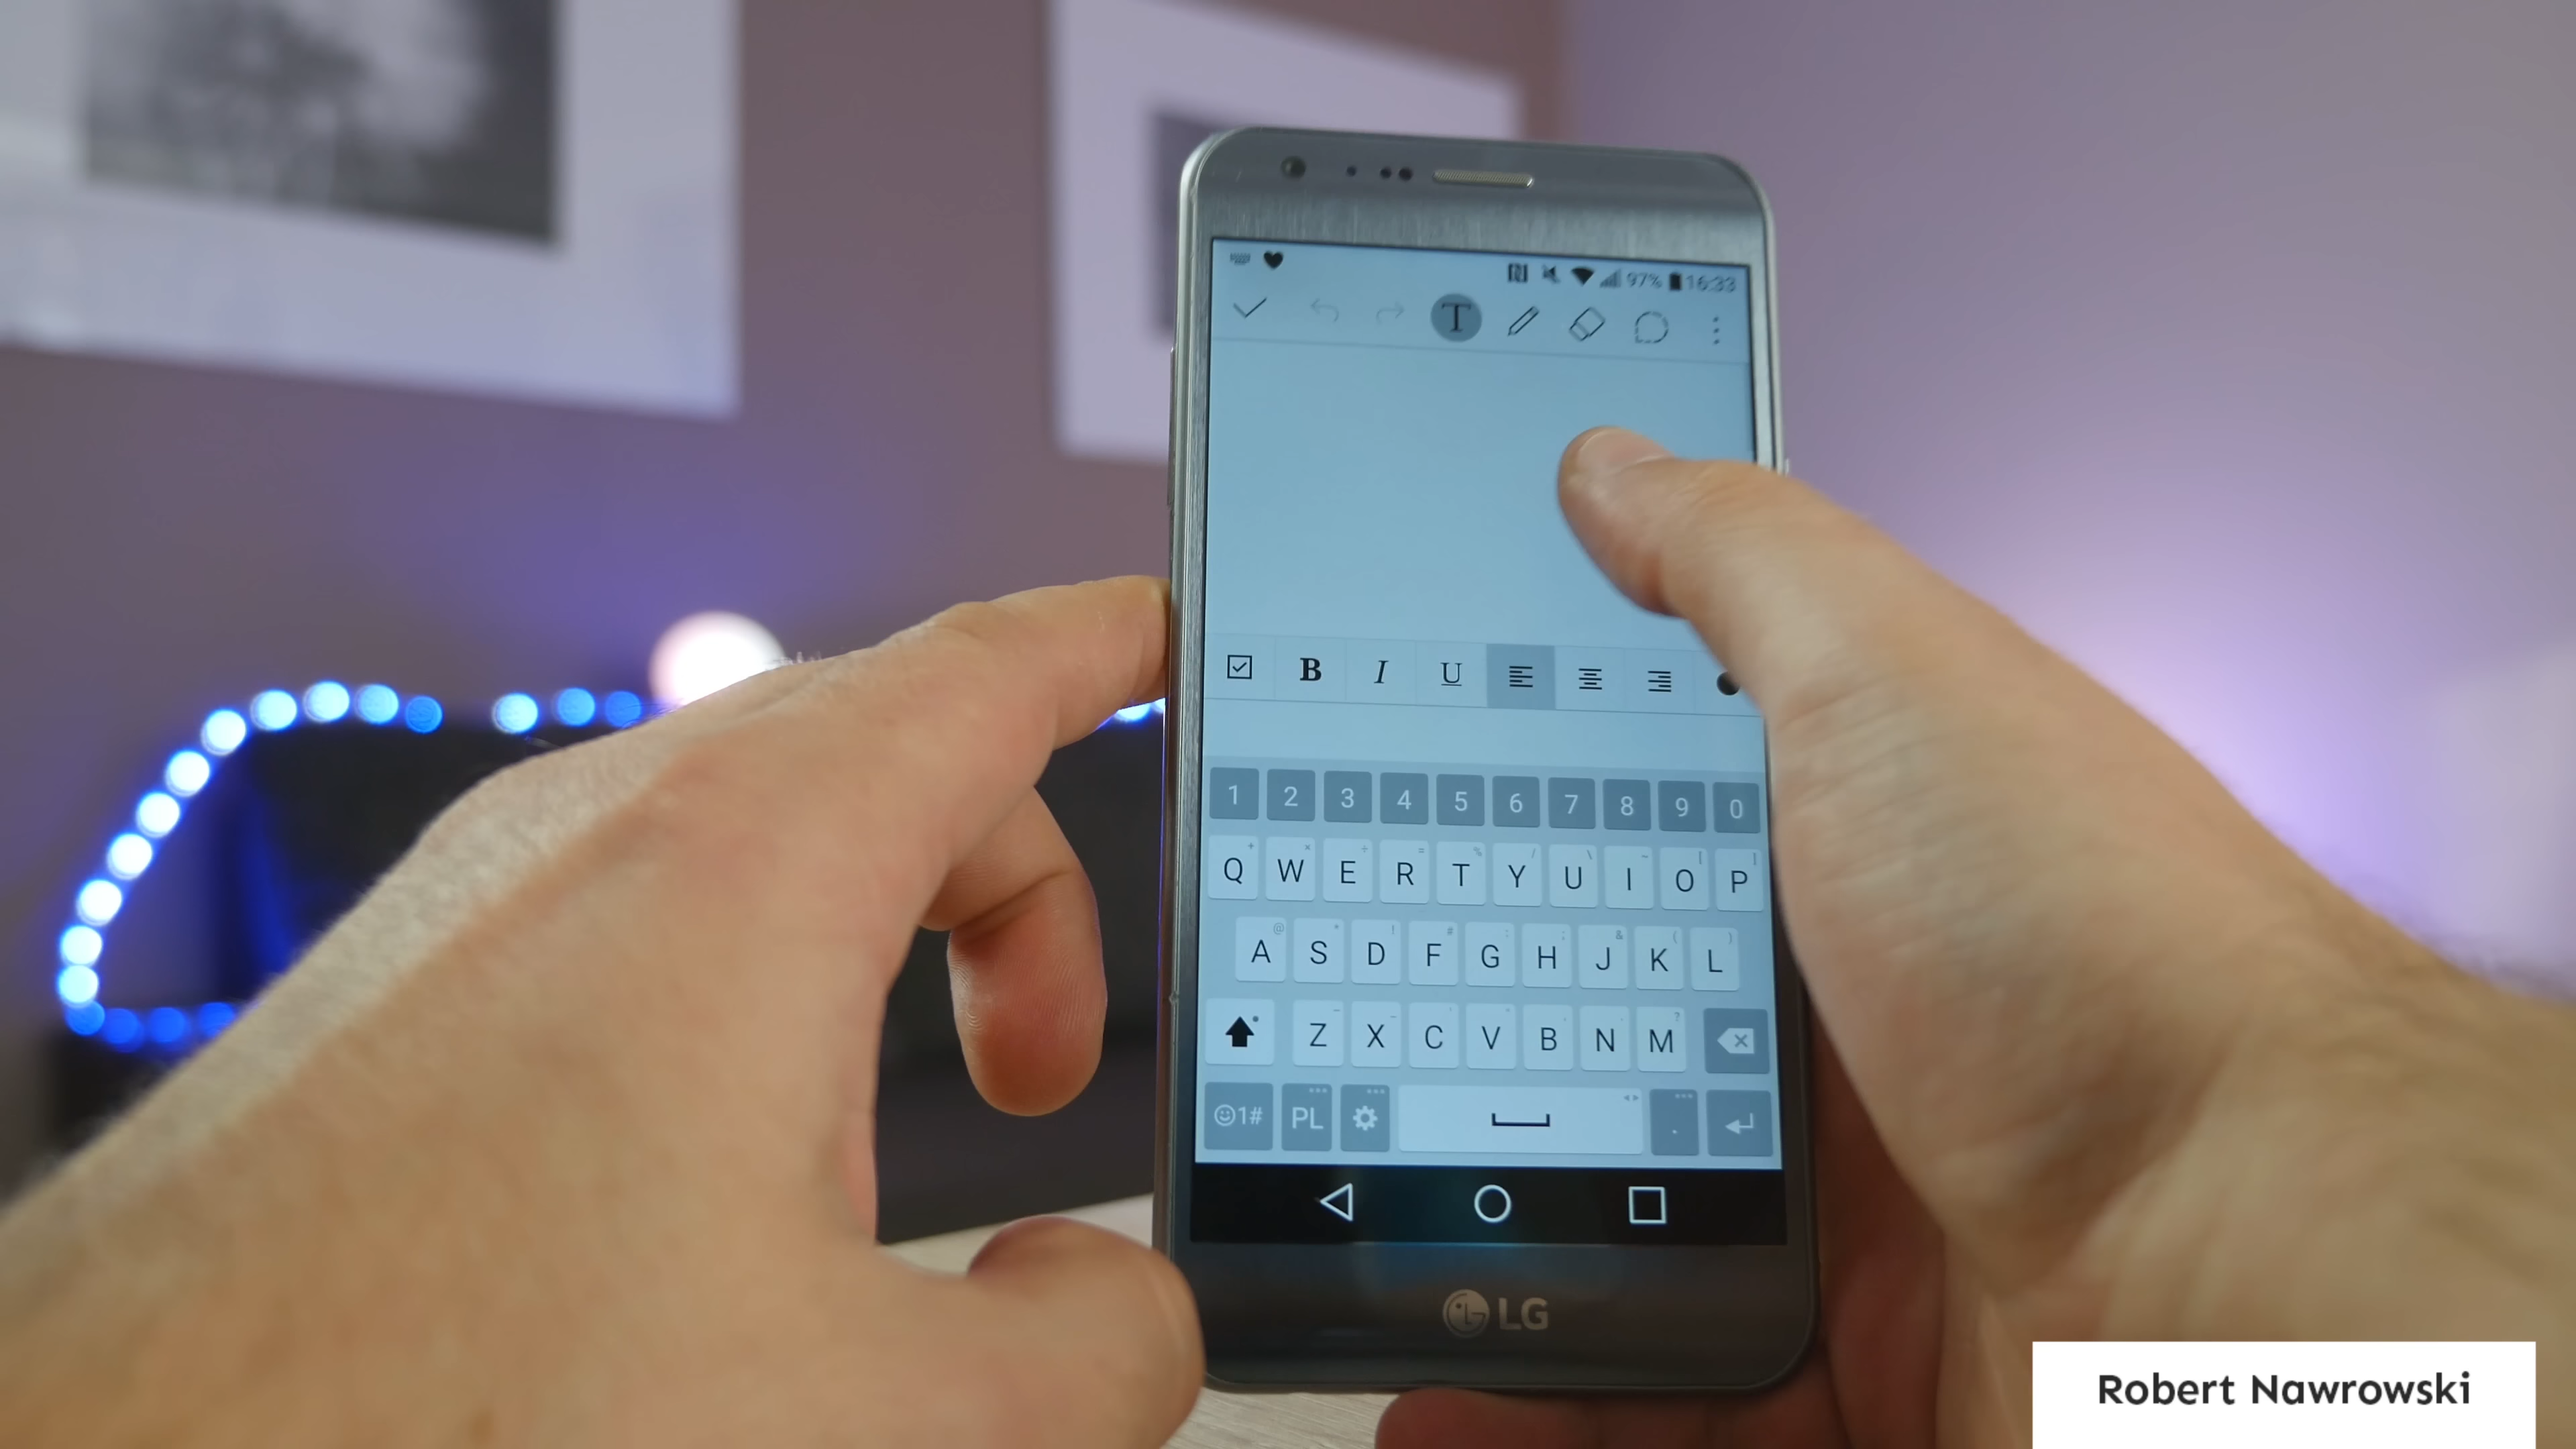 97% 16:33
T
B I U
1 2 3 4 5 6 7 8 9 0
Q W E R T Y U I O P
A S D F G H J K L
Z X C V B N M
1# PL .
LG
Robert Nawrowski